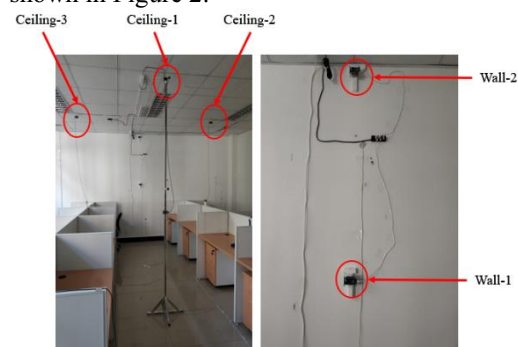 shown in Figure 2.
Ceiling-3
Ceiling-1
Ceiling-2
Wall-2
Wall-1